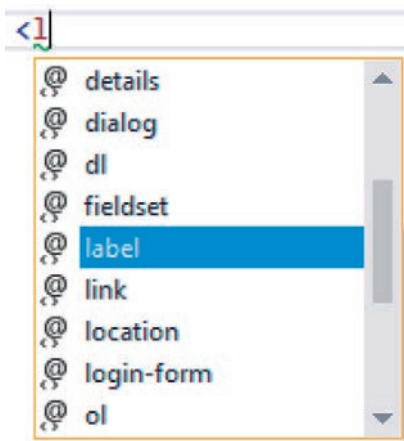 <l
details
dialog
dl
fieldset
label
link
location
login-form
ol